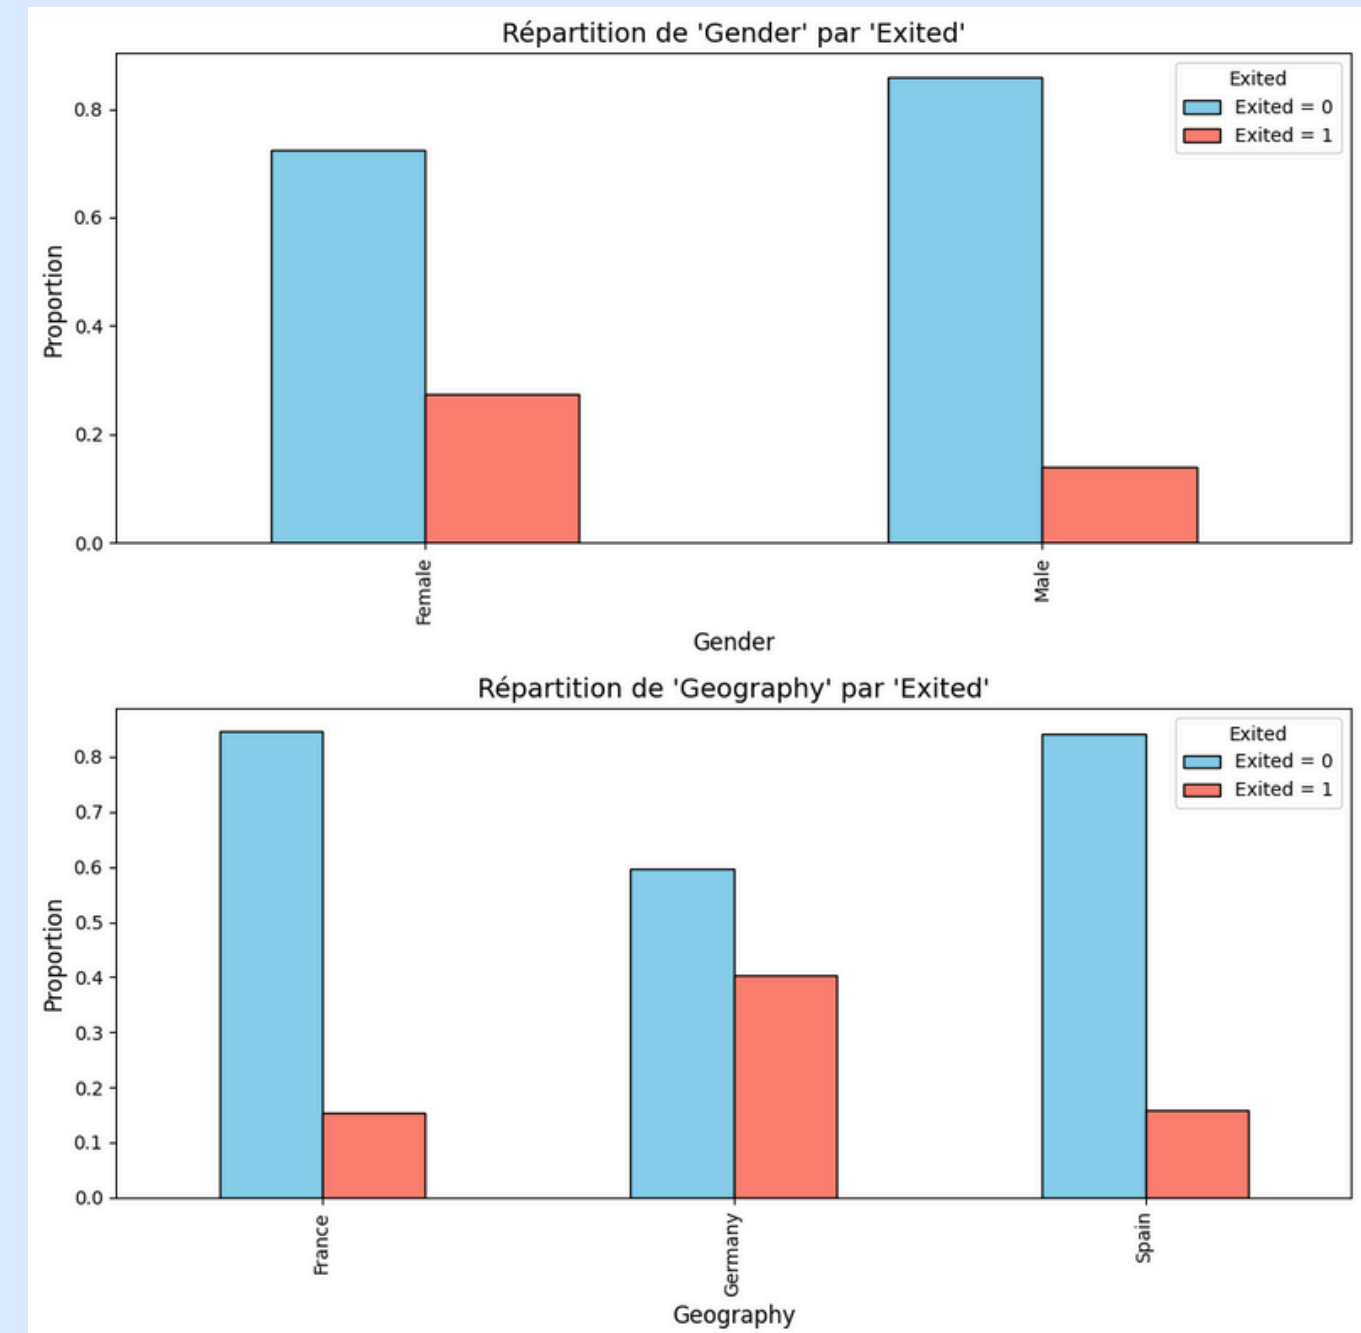 Répartition de 'Gender' par 'Exited'
Exited
Exited = 0
Exited = 1
Proportion
0.8
0.6
0.4
0.2
0.0
Female
Male
Gender
Répartition de 'Geography' par 'Exited'
Exited
Exited = 0
Exited = 1
Proportion
0.8
0.7
0.6
0.5
0.4
0.3
0.2
0.1
0.0
France
Germany
Spain
Geography